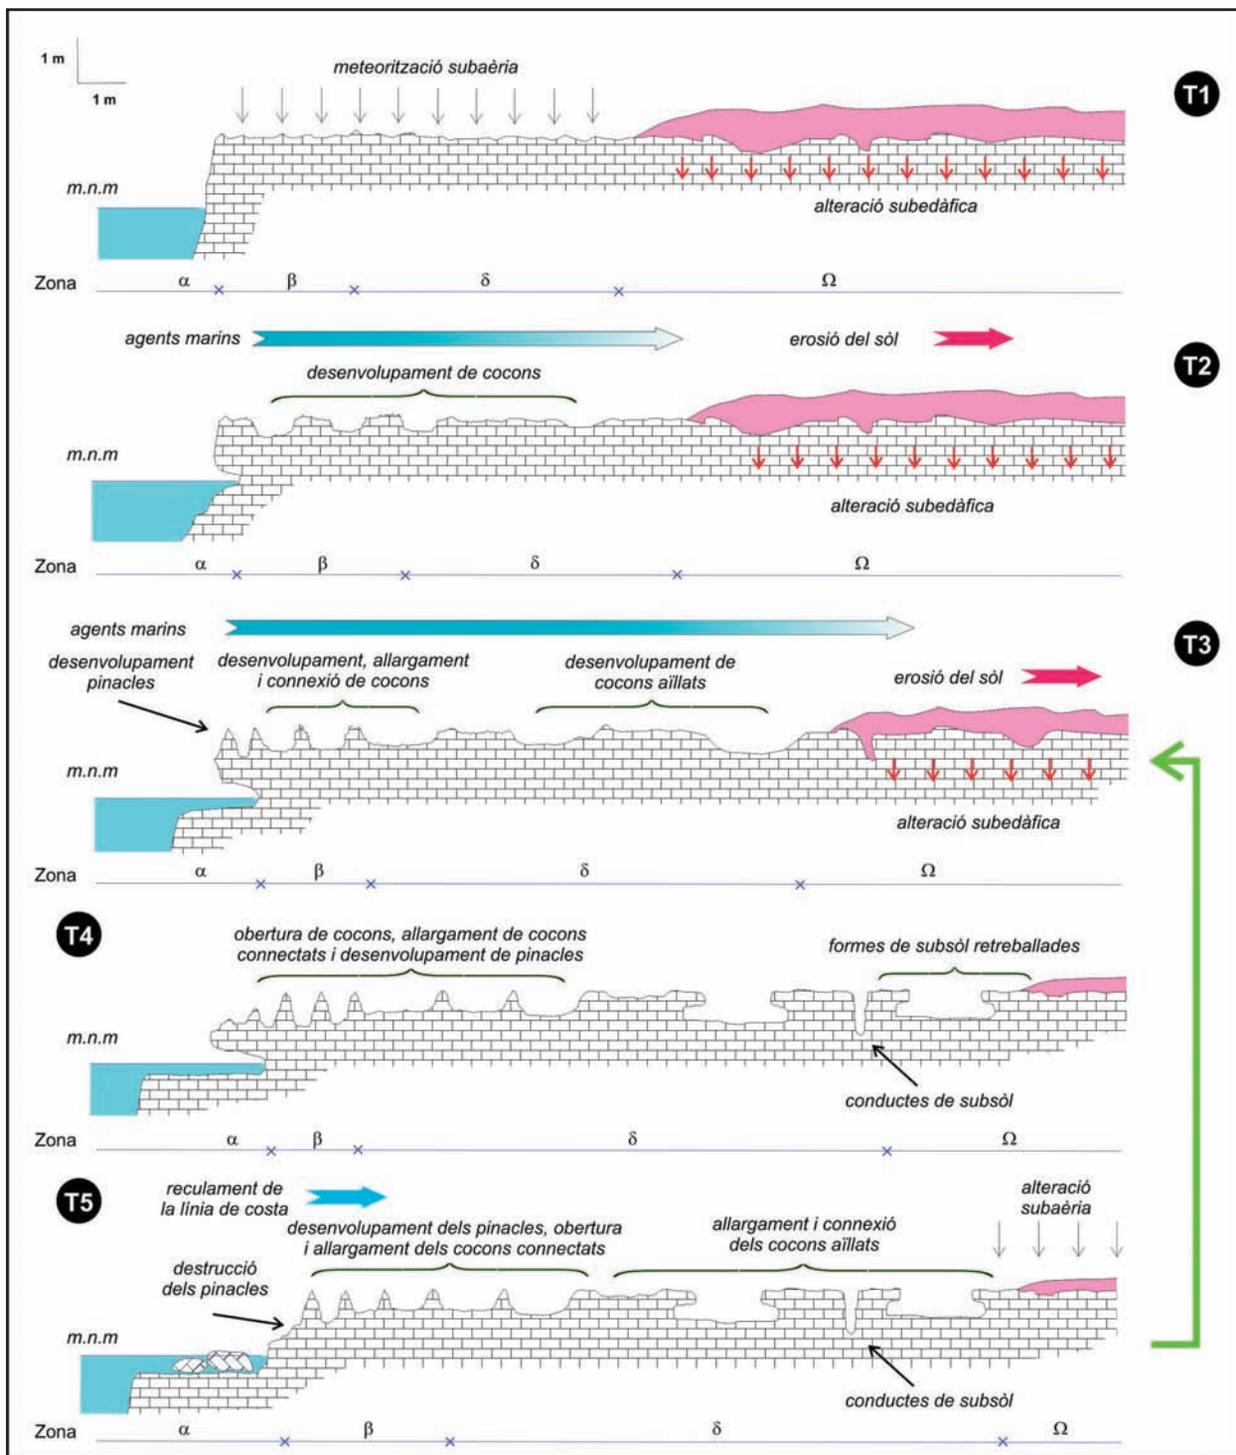 1 m
1 m
meteorització subaèria
T1
m.n.m
alteració subedàfica
Zona α β δ Ω
agents marins
erosió del sòl
T2
desenvolupament de cocons
m.n.m
alteració subedàfica
Zona α β δ Ω
agents marins
T3
desenvolupament
pinacles
desenvolupament, allargament
i connexió de cocons
desenvolupament de
cocons aïllats
erosió del sòl
m.n.m
alteració subedàfica
Zona α β δ Ω
T4
obertura de cocons, allargament de cocons
connectats i desenvolupament de pinacles
formes de subsòl retreballades
m.n.m
conductes de subsòl
Zona α β δ Ω
T5
reculament de
la línia de costa
alteració
subaèria
desenvolupament dels pinacles, obertura
i allargament dels cocons connectats
allargament i connexió
dels cocons aïllats
destrucció
dels pinacles
m.n.m
conductes de subsòl
Zona α β δ Ω